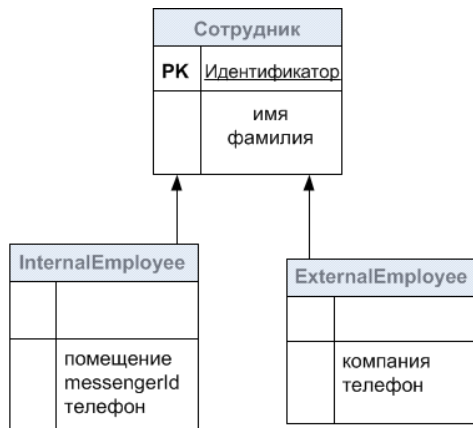 Сотрудник
PK Идентификатор
имя
фамилия
InternalEmployee
помещение
messengerId
телефон
ExternalEmployee
компания
телефон